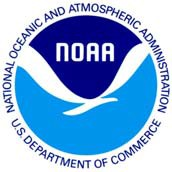 NATIONAL OCEANIC AND ATMOSPHERIC ADMINISTRATION
NOAA
U.S. DEPARTMENT OF COMMERCE